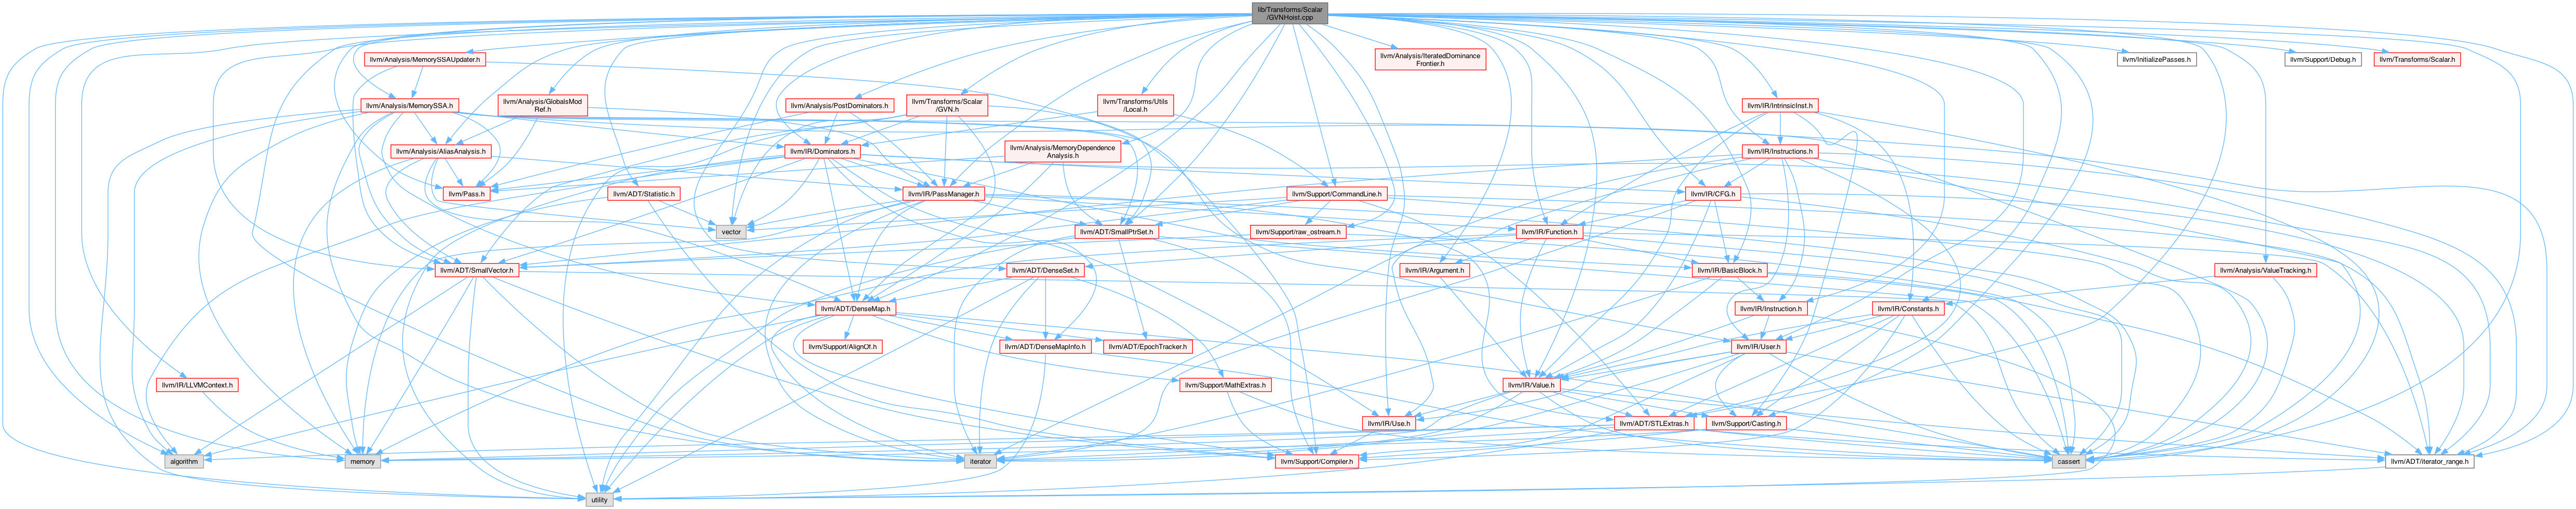 lib/Transforms/Scalar
/GVNHoist.cpp
llvm/Analysis/MemorySSAUpdater.h
llvm/Analysis/IteratedDominance
Frontier.h
llvm/InitializePasses.h
llvm/Support/Debug.h
llvm/Transforms/Scalar.h
llvm/Analysis/MemorySSA.h
llvm/Analysis/GlobalsMod
Ref.h
llvm/Analysis/PostDominators.h
llvm/Transforms/Scalar
/GVN.h
llvm/Transforms/Utils
/Local.h
llvm/IR/IntrinsicInst.h
llvm/Analysis/AliasAnalysis.h
llvm/IR/Dominators.h
llvm/Analysis/MemoryDependence
Analysis.h
llvm/IR/Instructions.h
llvm/Pass.h
llvm/ADT/Statistic.h
llvm/IR/PassManager.h
llvm/Support/CommandLine.h
llvm/IR/CFG.h
vector
llvm/ADT/SmallPtrSet.h
llvm/Support/raw_ostream.h
llvm/IR/Function.h
llvm/ADT/SmallVector.h
llvm/ADT/DenseSet.h
llvm/IR/Argument.h
llvm/IR/BasicBlock.h
llvm/Analysis/ValueTracking.h
llvm/ADT/DenseMap.h
llvm/IR/Instruction.h
llvm/IR/Constants.h
llvm/Support/AlignOf.h
llvm/ADT/DenseMapInfo.h
llvm/ADT/EpochTracker.h
llvm/IR/User.h
llvm/IR/LLVMContext.h
llvm/Support/MathExtras.h
llvm/IR/Value.h
llvm/IR/Use.h
llvm/ADT/STLExtras.h
llvm/Support/Casting.h
algorithm
memory
iterator
llvm/Support/Compiler.h
cassert
llvm/ADT/iterator_range.h
utility